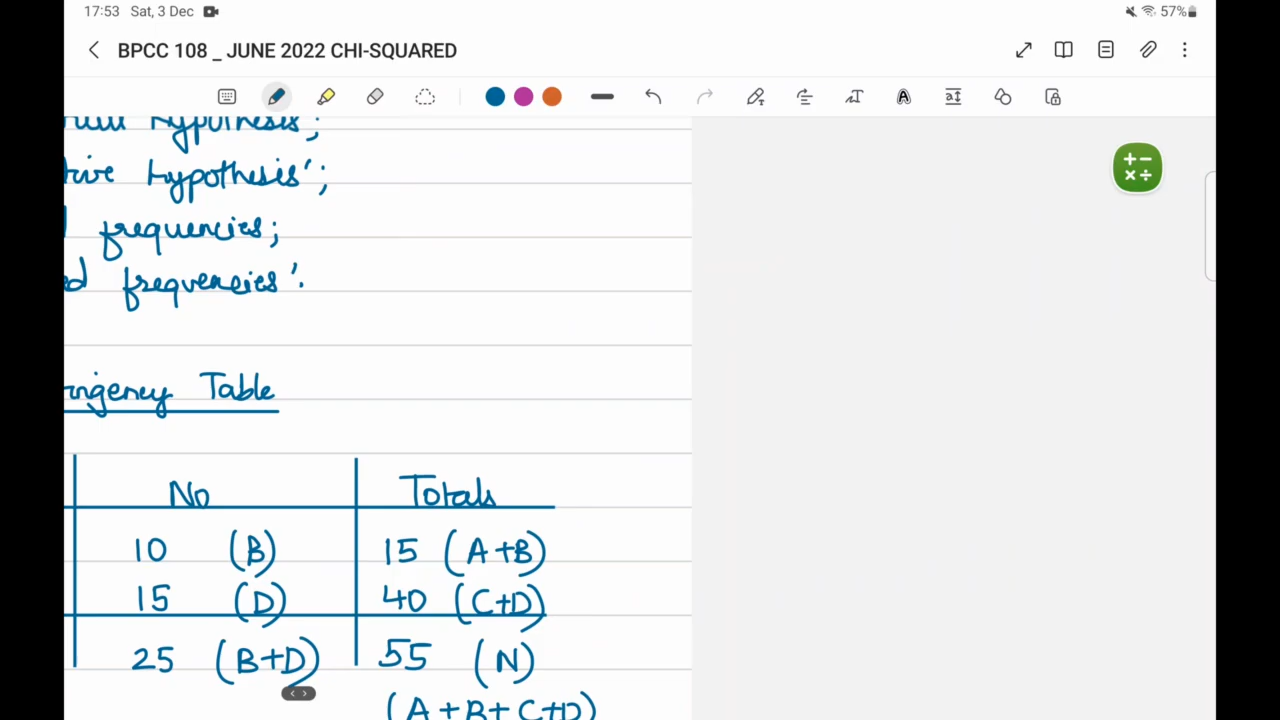 17:53 Sat, 3 Dec 57%
BPCC 108 _ JUNE 2022 CHI-SQUARED
hypothesis;
hypothesis';
frequencies;
frequencies'.
Table
No Totals
10 (B) 15 (A+B)
15 (D) 40 (C+D)
25 (B+D) 55 (N)
(A+B+C+D)